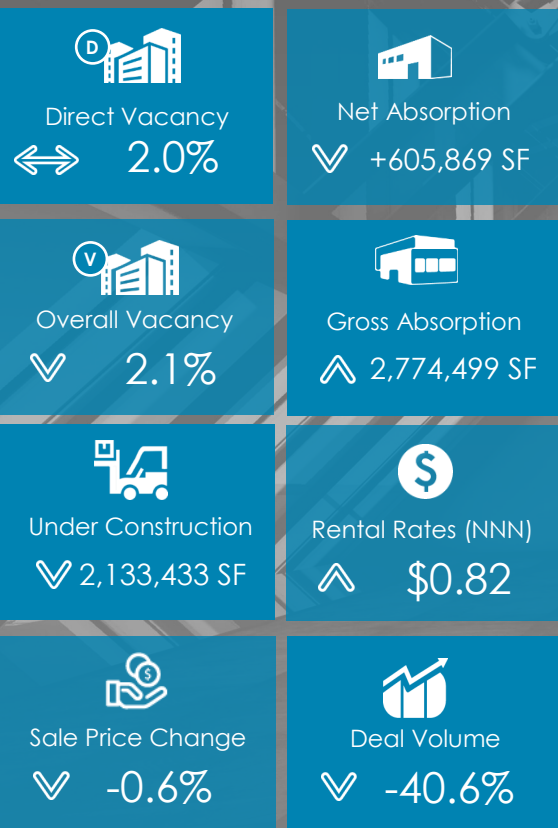 D
Direct Vacancy
2.0%
Net Absorption
+605,869 SF
V
Overall Vacancy
2.1%
Gross Absorption
2,774,499 SF
Under Construction
2,133,433 SF
$
Rental Rates (NNN)
$0.82
$
Sale Price Change
-0.6%
Deal Volume
-40.6%